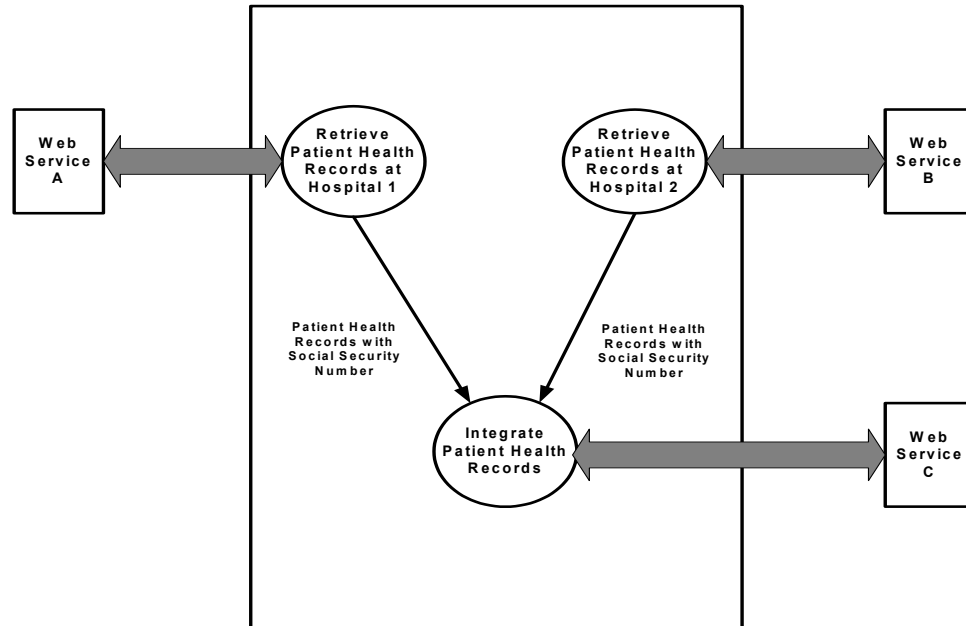 Web
Service
A
Retrieve
Patient Health
Records at
Hospital 1
Retrieve
Patient Health
Records at
Hospital 2
Web
Service
B
Patient Health
Records with
Social Security
Number
Patient Health
Records with
Social Security
Number
Integrate
Patient Health
Records
Web
Service
C